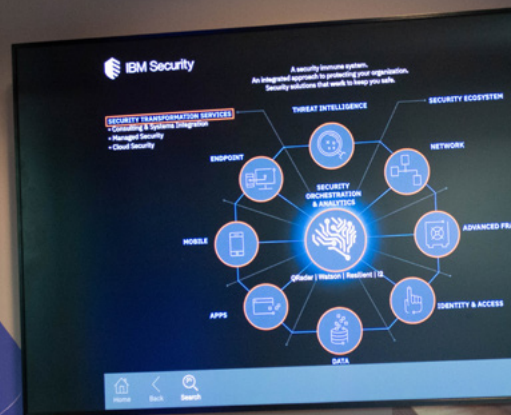 IBM Security
A security immune system.
An integrated approach to protecting your organization.
Security solutions that work to keep you safe.
SECURITY TRANSFORMATION SERVICES
- Consulting & Systems Integration
- Managed Security
- Cloud Security
THREAT INTELLIGENCE
SECURITY ECOSYSTEM
ENDPOINT
NETWORK
SECURITY
ORCHESTRATION
& ANALYTICS
MOBILE
ADVANCED FRA
QRadar | Watson | Resilient | i2
APPS
IDENTITY & ACCESS
DATA
Home
Back
Search